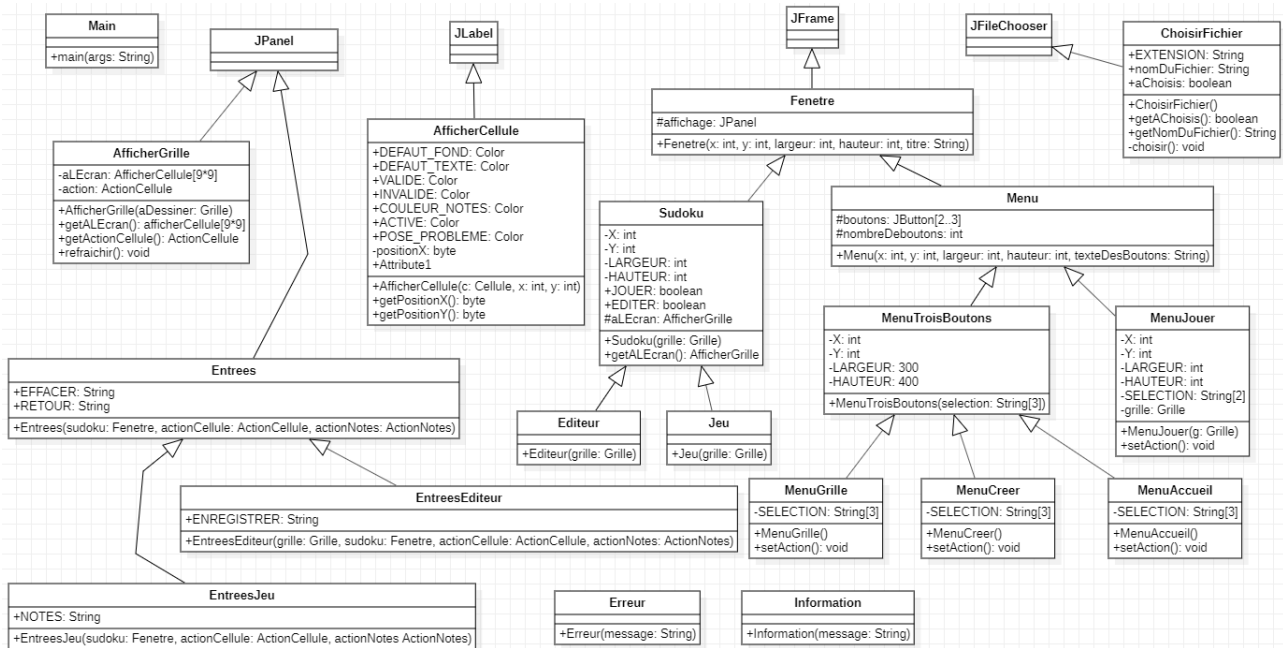 Main
+main(args: String)
JPanel
JLabel
JFrame
JFileChooser
ChoisirFichier
+EXTENSION: String
+nomDuFichier: String
+aChoisis: boolean
+ChoisirFichier()
+getAChoisis(): boolean
+getNomDuFichier(): String
-choisir(): void
Fenetre
#affichage: JPanel
+Fenetre(x: int, y: int, largeur: int, hauteur: int, titre: String)
AfficherGrille
-aLEcran: AfficherCellule[9*9]
-action: ActionCellule
+AfficherGrille(aDessiner: Grille)
+getALEcran(): afficherCellule[9*9]
+getActionCellule(): ActionCellule
+refraichir(): void
AfficherCellule
+DEFAUT_FOND: Color
+DEFAUT_TEXTE: Color
+VALIDE: Color
+INVALIDE: Color
+COULEUR_NOTES: Color
+ACTIVE: Color
+POSE_PROBLEME: Color
-positionX: byte
+Attribute1
+AfficherCellule(c: Cellule, x: int, y: int)
+getPositionX(): byte
+getPositionY(): byte
Sudoku
-X: int
-Y: int
-LARGEUR: int
-HAUTEUR: int
+JOUER: boolean
+EDITER: boolean
#aLEcran: AfficherGrille
+Sudoku(grille: Grille)
+getALEcran(): AfficherGrille
Menu
#boutons: JButton[2..3]
#nombreDeboutons: int
+Menu(x: int, y: int, largeur: int, hauteur: int, texteDesBoutons: String)
MenuTroisBoutons
-X: int
-Y: int
-LARGEUR: 300
-HAUTEUR: 400
+MenuTroisBoutons(selection: String[3])
MenuJouer
-X: int
-Y: int
-LARGEUR: int
-HAUTEUR: int
-SELECTION: String[2]
-grille: Grille
+MenuJouer(g: Grille)
+setAction(): void
Entrees
+EFFACER: String
+RETOUR: String
+Entrees(sudoku: Fenetre, actionCellule: ActionCellule, actionNotes: ActionNotes)
Editeur
+Editeur(grille: Grille)
Jeu
+Jeu(grille: Grille)
EntreesEditeur
+ENREGISTRER: String
+EntreesEditeur(grille: Grille, sudoku: Fenetre, actionCellule: ActionCellule, actionNotes: ActionNotes)
MenuGrille
-SELECTION: String[3]
+MenuGrille()
+setAction(): void
MenuCreer
-SELECTION: String[3]
+MenuCreer()
+setAction(): void
MenuAccueil
-SELECTION: String[3]
+MenuAccueil()
+setAction(): void
EntreesJeu
+NOTES: String
+EntreesJeu(sudoku: Fenetre, actionCellule: ActionCellule, actionNotes ActionNotes)
Erreur
+Erreur(message: String)
Information
+Information(message: String)